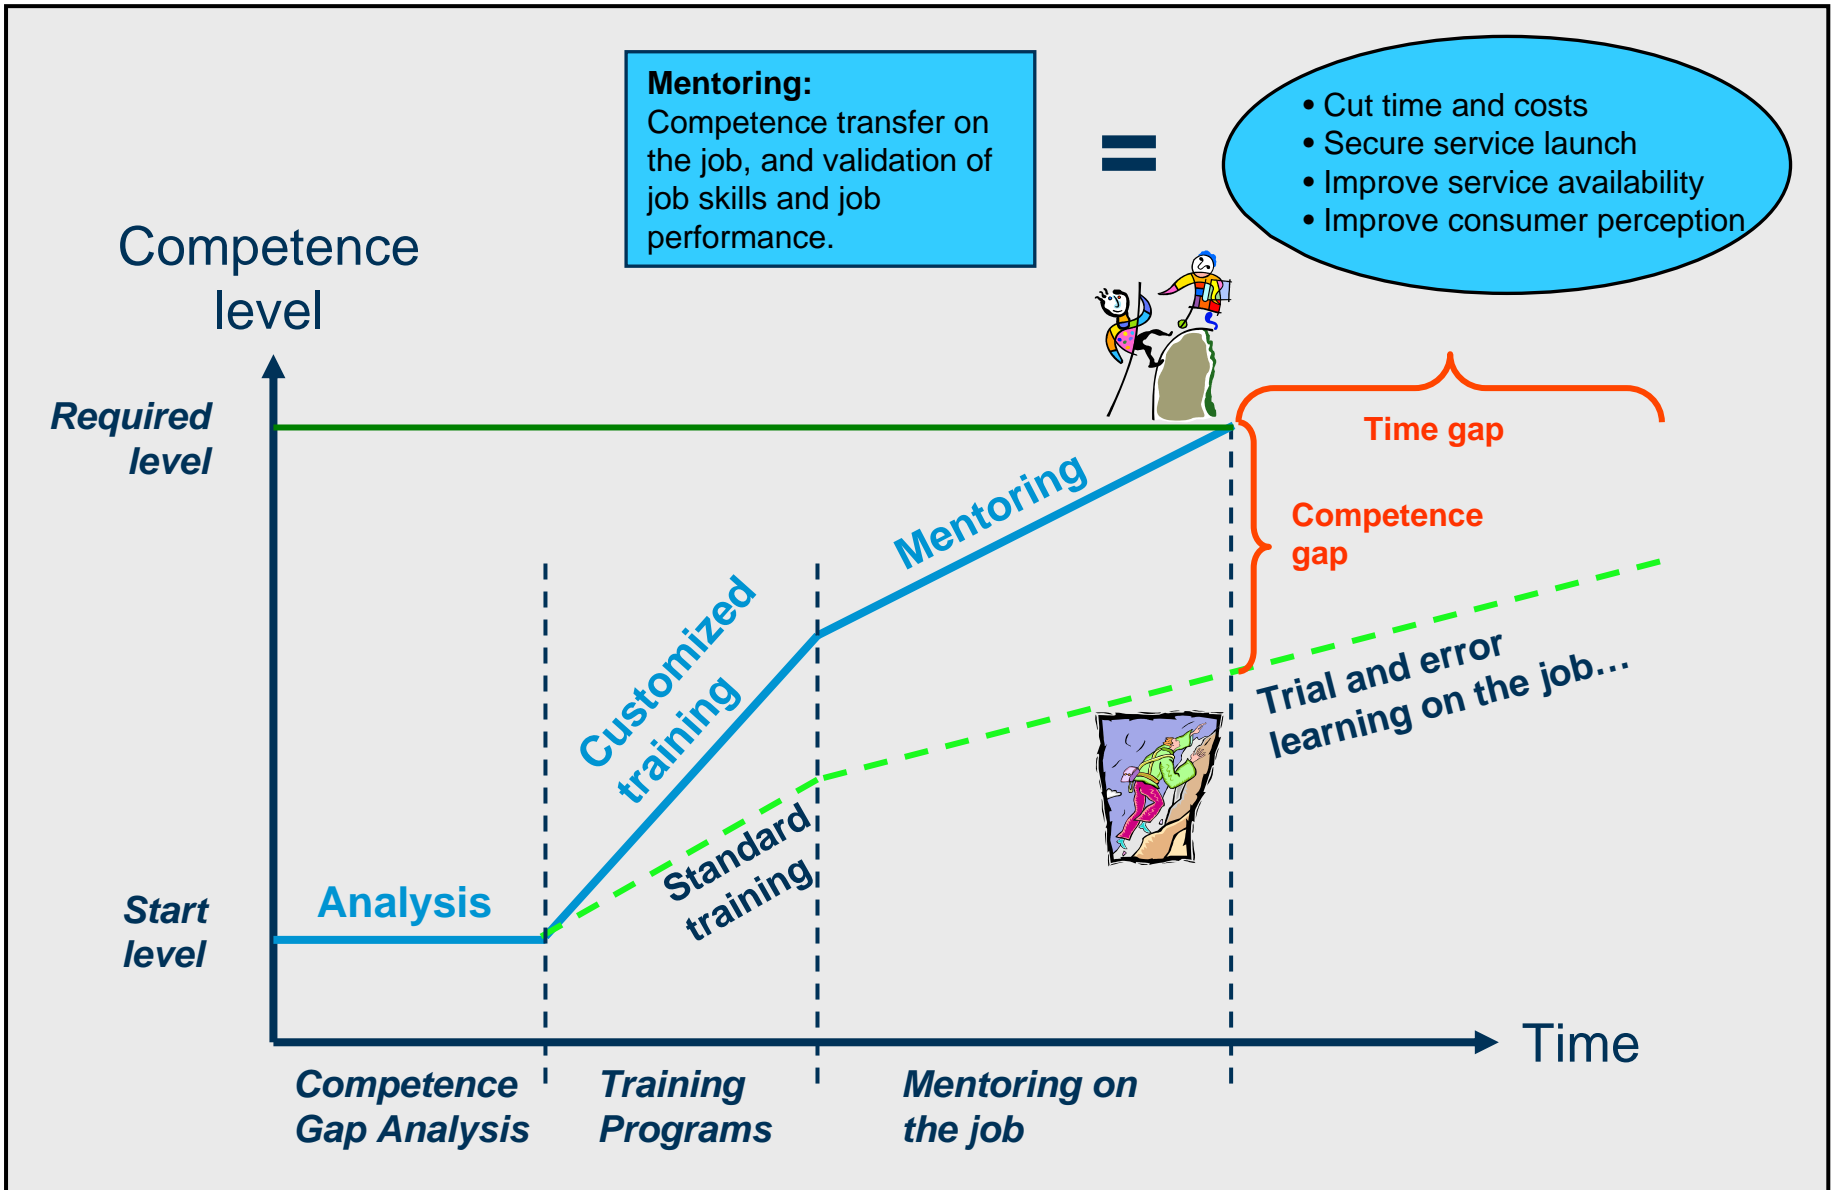 Mentoring:
Competence transfer on
the job, and validation of
job skills and job
performance.
=
• Cut time and costs
• Secure service launch
• Improve service availability
• Improve consumer perception
Competence
level
Required
level
Time gap
Competence
gap
Mentoring
Customized
training
Trial and error
learning on the job…
Standard
training
Analysis
Start
level
Time
Competence
Gap Analysis
Training
Programs
Mentoring on
the job